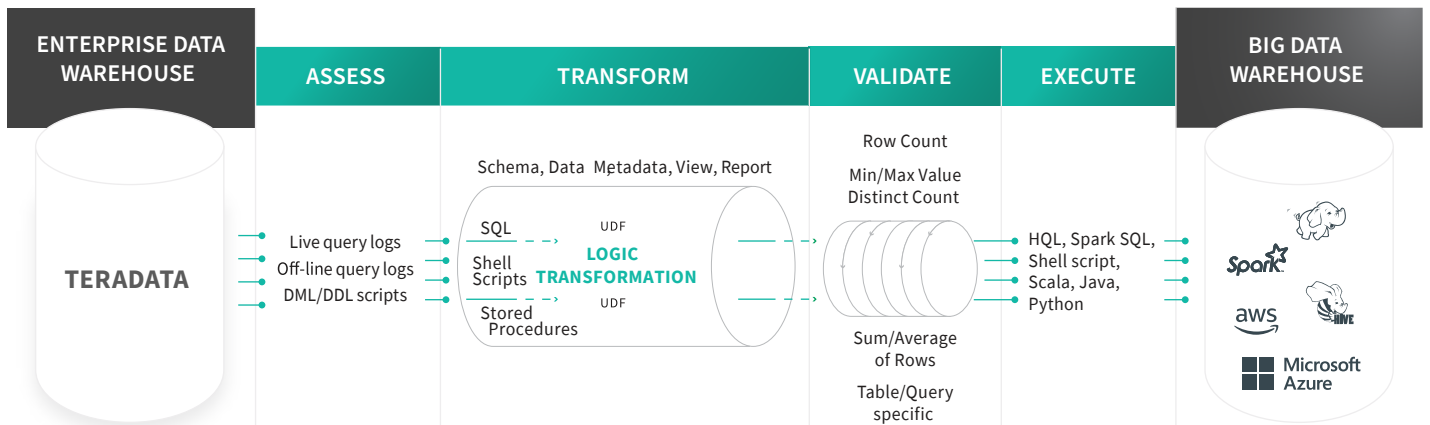 ENTERPRISE DATA
WAREHOUSE
TERADATA
ASSESS
Live query logs
Off-line query logs
DML/DDL scripts
TRANSFORM
Schema, Data Metadata, View, Report
SQL
UDF
LOGIC
TRANSFORMATION
Shell
Scripts
UDF
Stored
Procedures
VALIDATE
Row Count
Min/Max Value
Distinct Count
Sum/Average
of Rows
Table/Query
specific
EXECUTE
HQL, Spark SQL,
Shell script,
Scala, Java,
Python
BIG DATA
WAREHOUSE
Spark
HIVE
aws
Microsoft
Azure